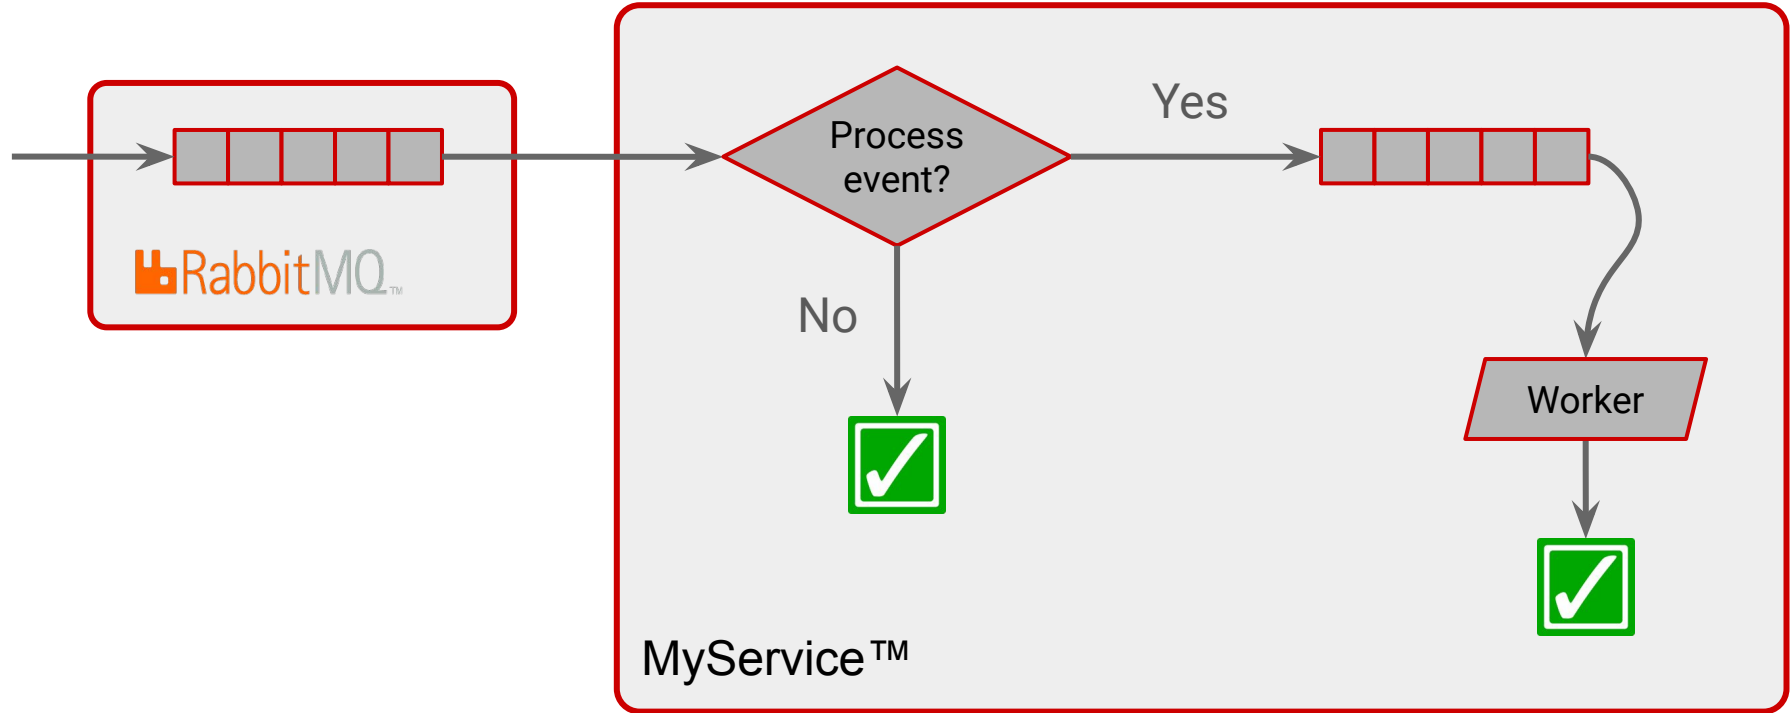 Yes
Process
event?
RabbitMQ™
No
Worker
MyService™